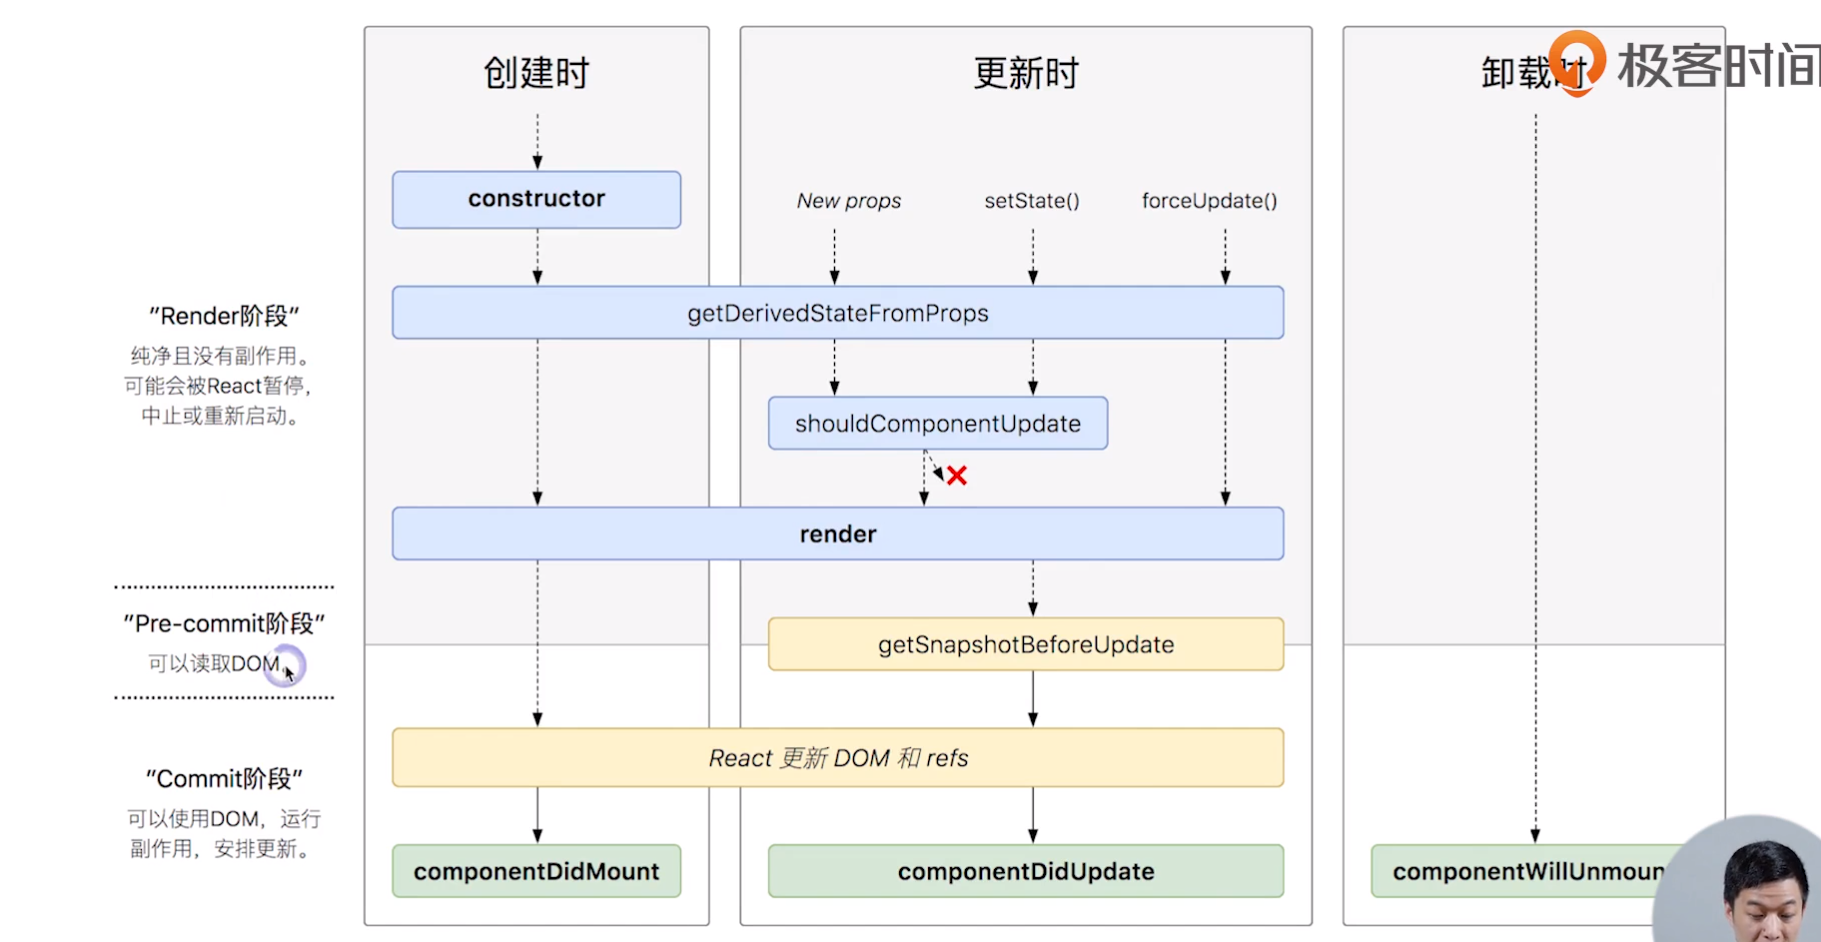 创建时
更新时
卸载时
极客时间
constructor
New props
setState()
forceUpdate()
"Render阶段"
纯净且没有副作用。
可能会被React暂停，
中止或重新启动。
getDerivedStateFromProps
shouldComponentUpdate
render
"Pre-commit阶段"
可以读取DOM。
getSnapshotBeforeUpdate
React 更新 DOM 和 refs
"Commit阶段"
可以使用DOM，运行
副作用，安排更新。
componentDidMount
componentDidUpdate
componentWillUnmoun